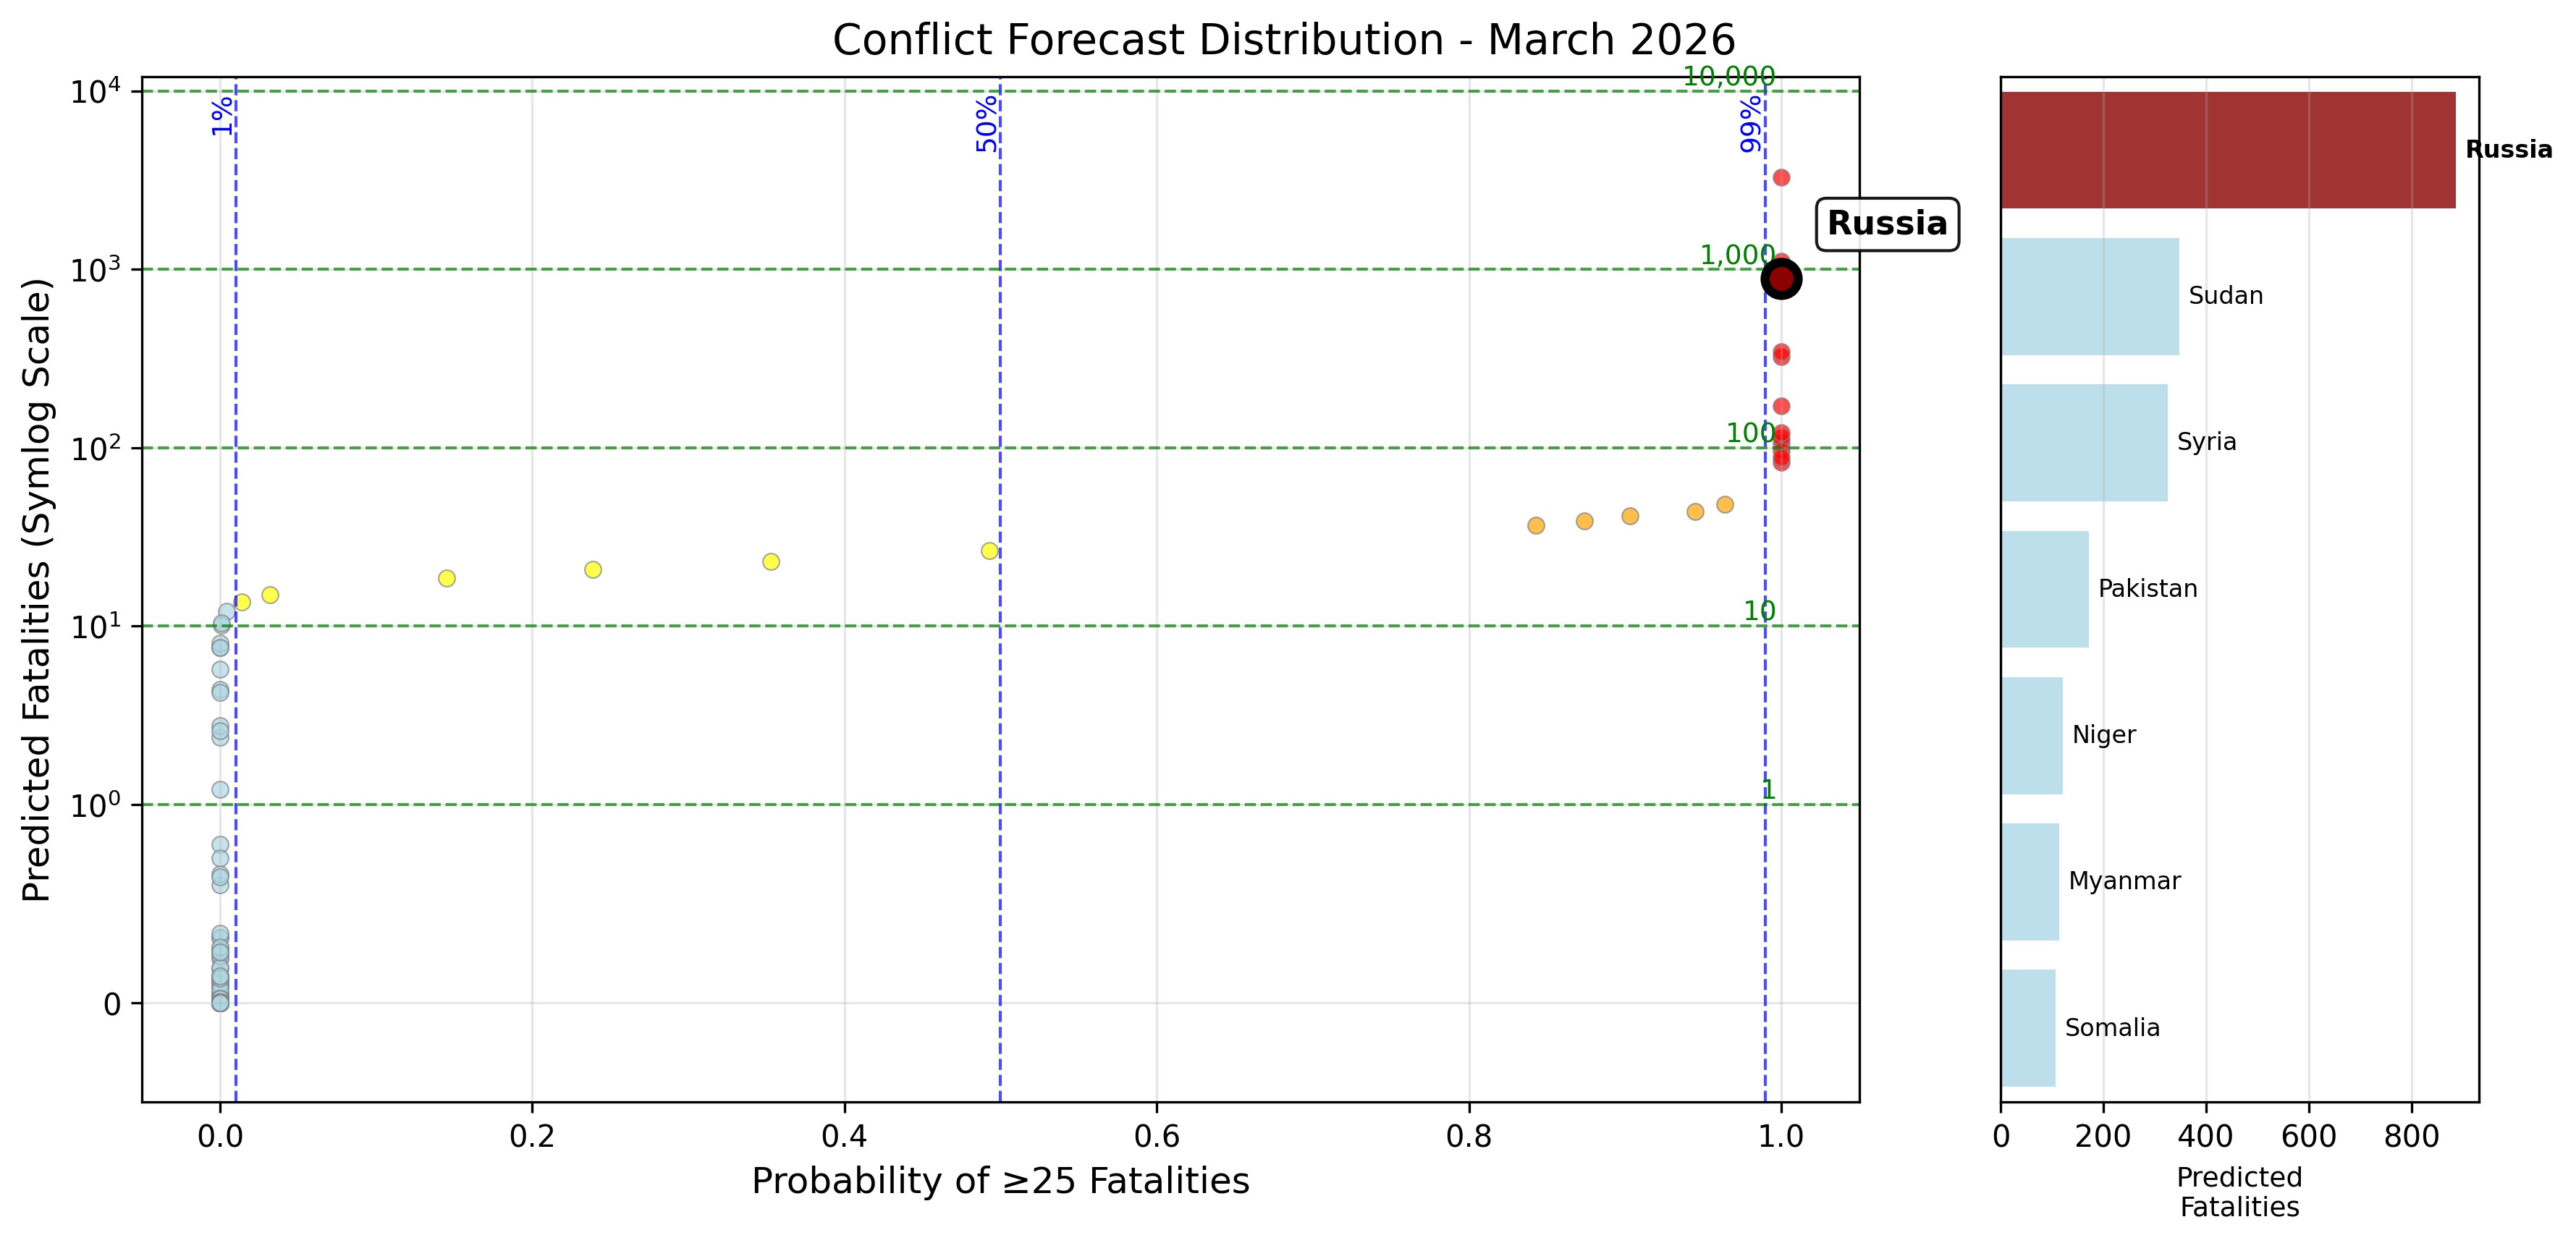 Conflict Forecast Distribution - March 2026
Predicted Fatalities (Symlog Scale)
10⁴
10³
10²
10¹
10⁰
0
1%
50%
99%
10,000
1,000
100
10
1
Russia
0.0 0.2 0.4 0.6 0.8 1.0
Probability of ≥25 Fatalities
Russia
Sudan
Syria
Pakistan
Niger
Myanmar
Somalia
0 200 400 600 800
Predicted
Fatalities